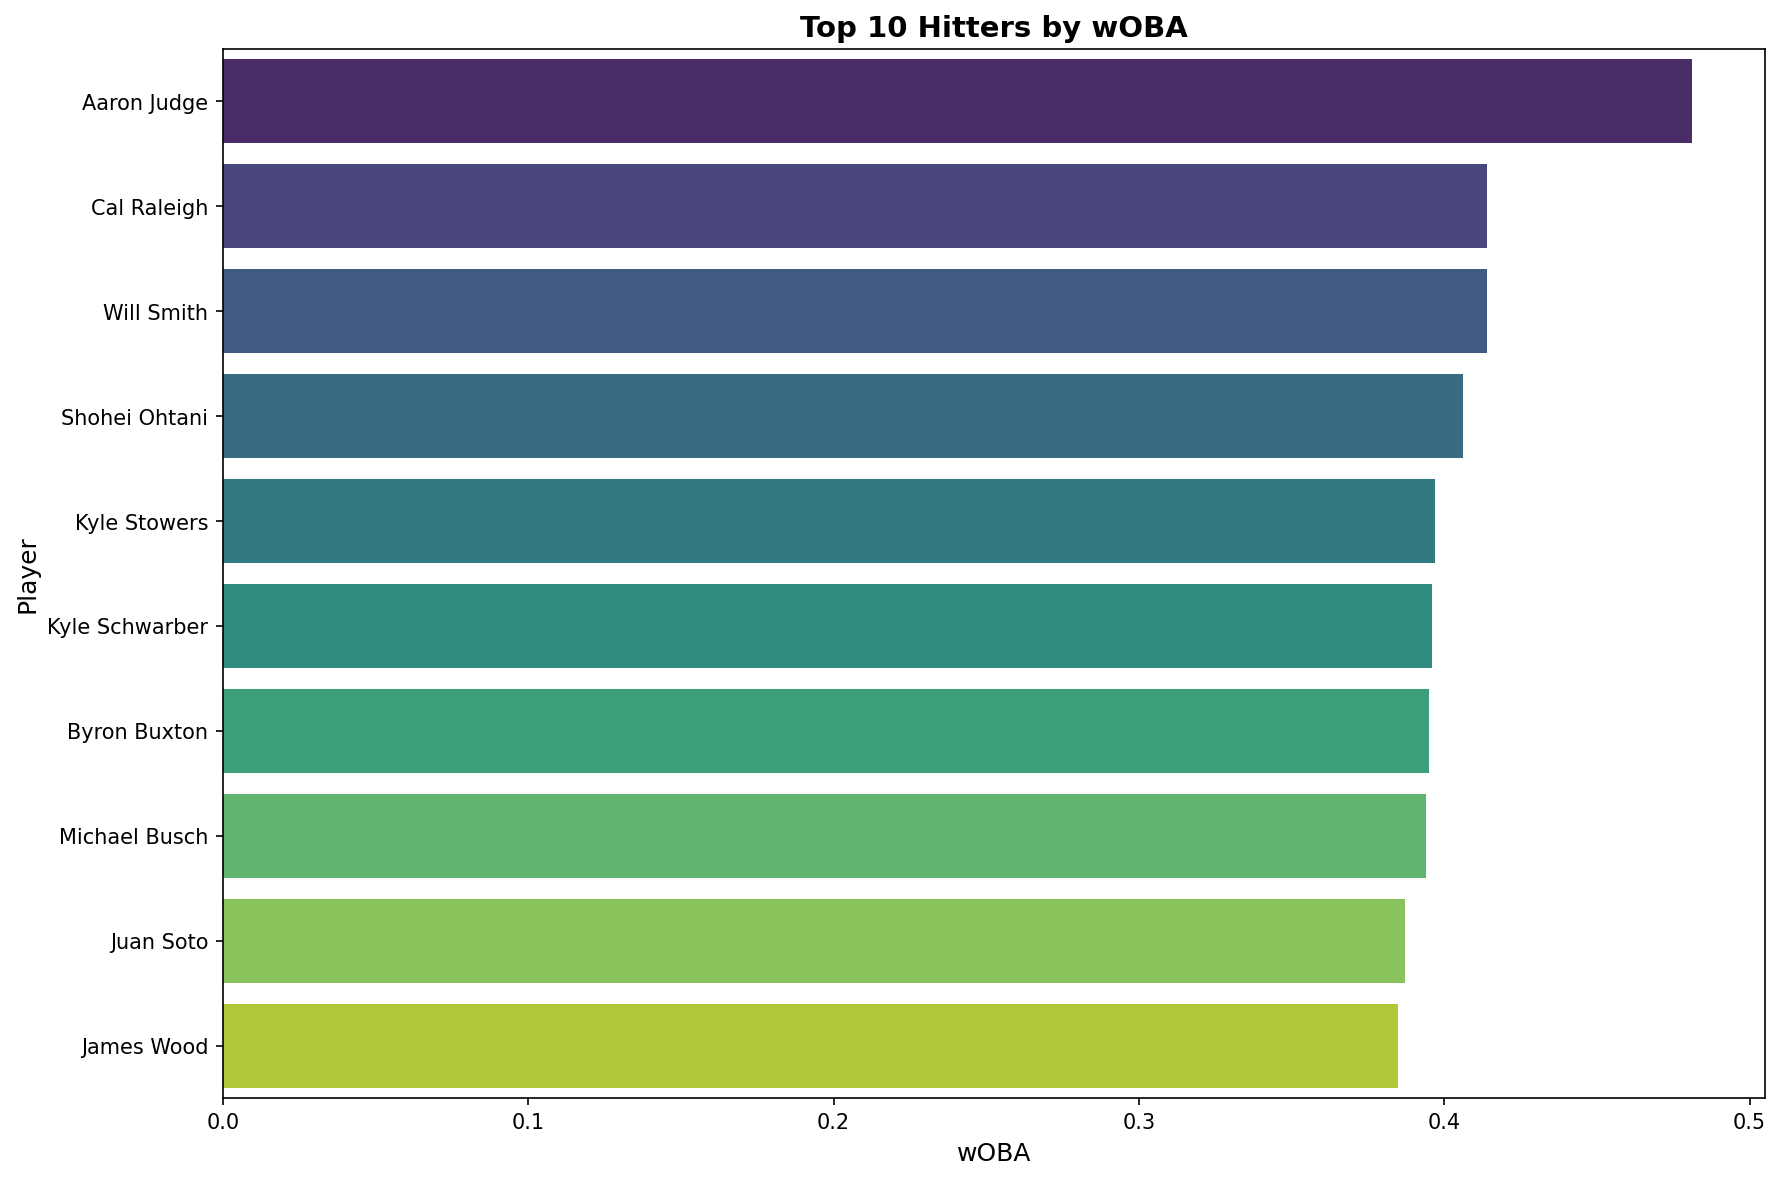 Top 10 Hitters by wOBA
Player
Aaron Judge
Cal Raleigh
Will Smith
Shohei Ohtani
Kyle Stowers
Kyle Schwarber
Byron Buxton
Michael Busch
Juan Soto
James Wood
0.0 0.1 0.2 0.3 0.4 0.5
wOBA